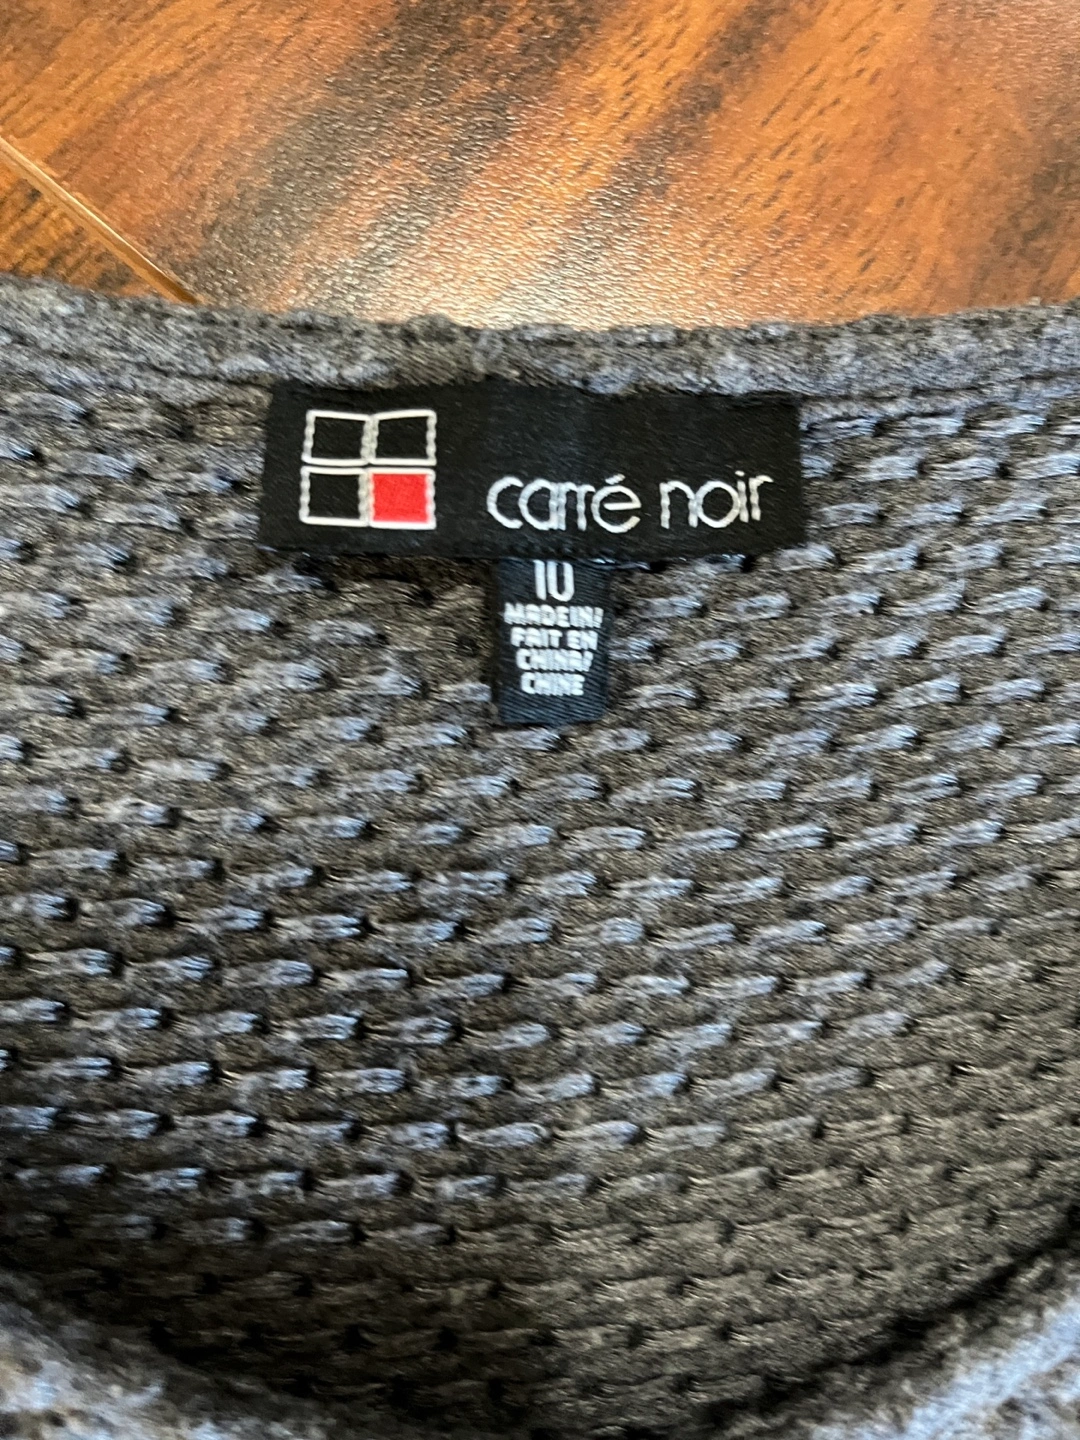 carré noir
10
MADE IN/
FAIT EN
CHINA/
CHINE